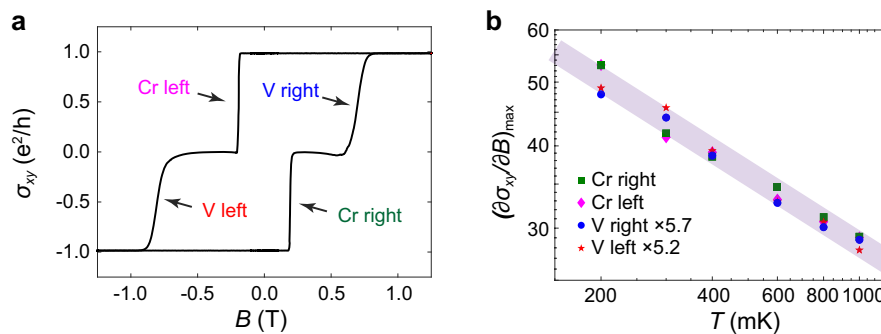 a
σxy (e²/h)
1.0
0.5
0.0
-0.5
-1.0
Cr left
V right
V left
Cr right
-1.0 -0.5 0.0 0.5 1.0
B (T)
b
(∂σxy/∂B)max
60
50
40
30
Cr right
Cr left
V right ×5.7
V left ×5.2
200 400 600 800 1000
T (mK)